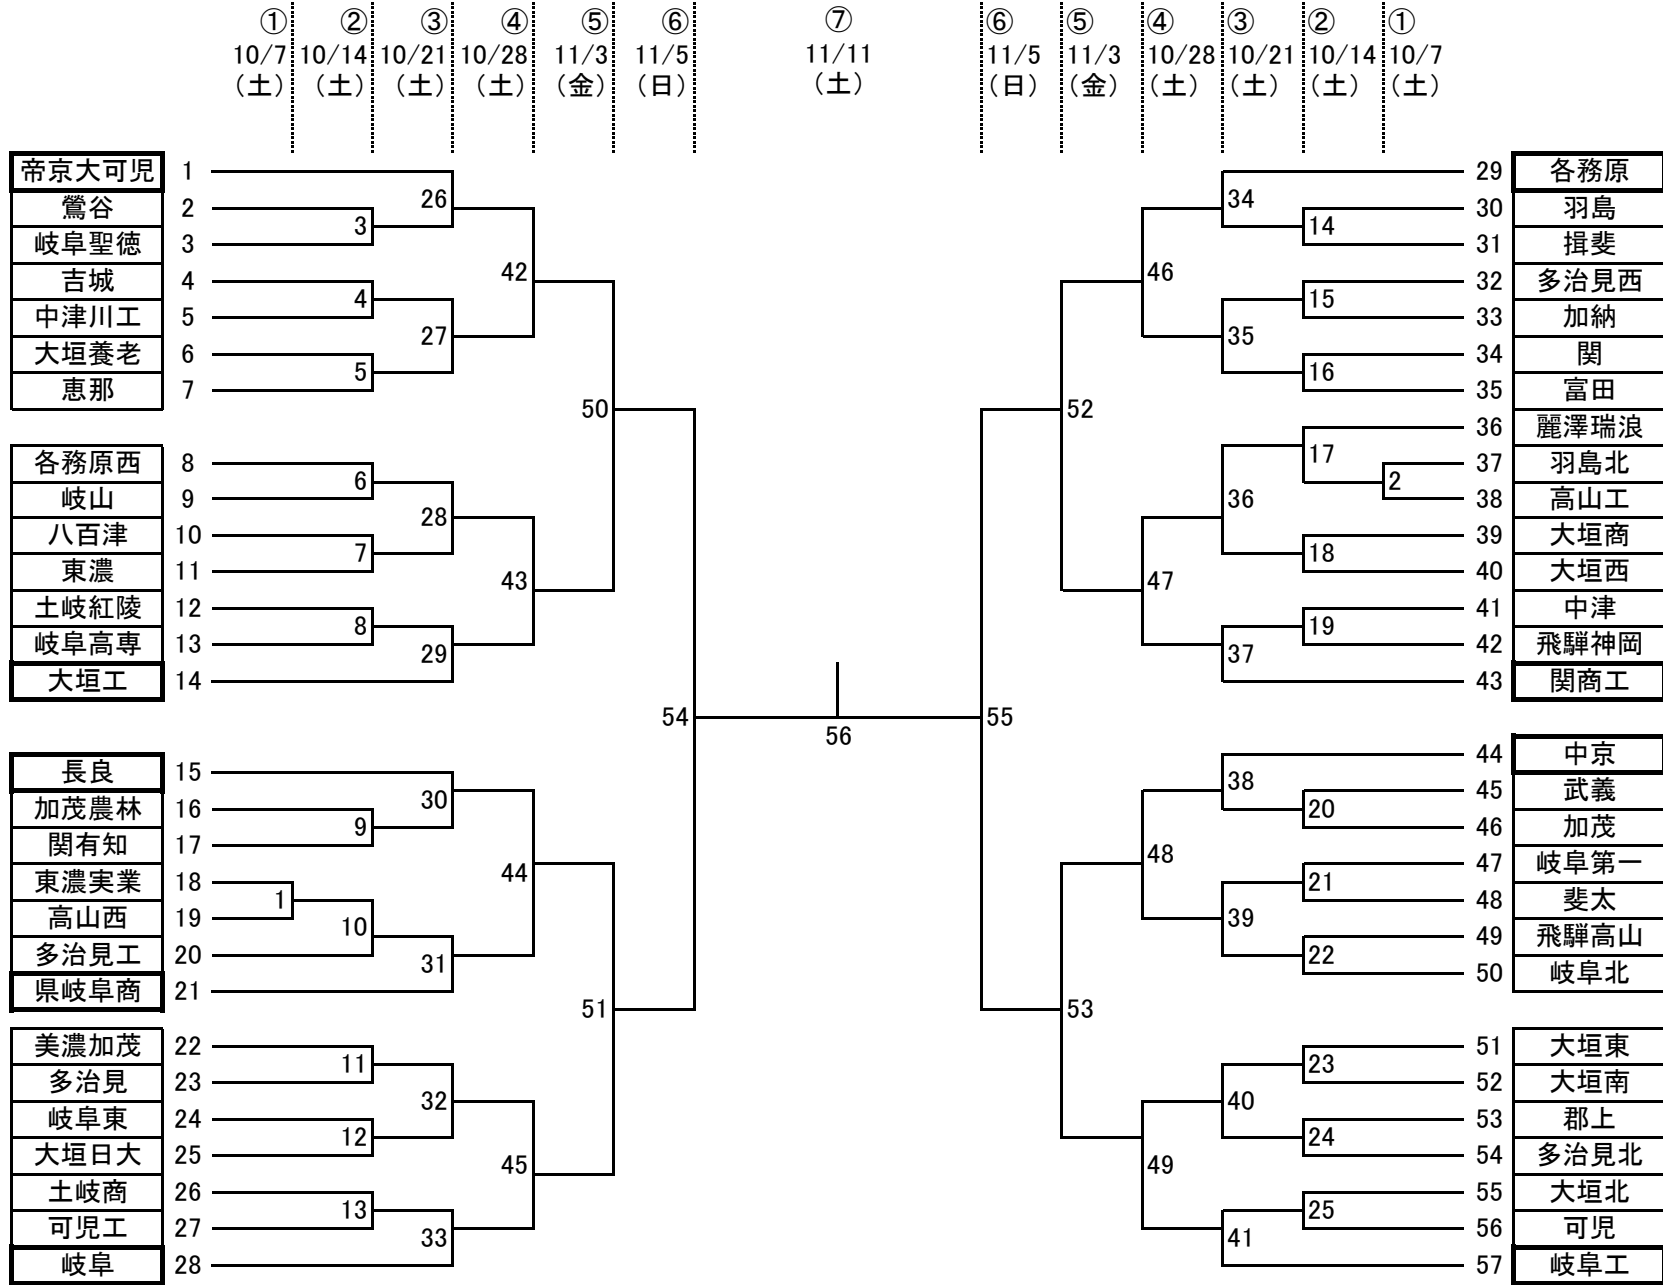 ① ② ③ ④ ⑤ ⑥ ⑦ ⑥ ⑤ ④ ③ ② ①
10/7 10/14 10/21 10/28 11/3 11/5 11/11 11/5 11/3 10/28 10/21 10/14 10/7
（土） （土） （土） （土） （金） （日） （土） （日） （金） （土） （土） （土） （土）
帝京大可児 1
鶯谷 2
岐阜聖徳 3
吉城 4
中津川工 5
大垣養老 6
恵那 7
各務原西 8
岐山 9
八百津 10
東濃 11
土岐紅陵 12
岐阜高専 13
大垣工 14
長良 15
加茂農林 16
関有知 17
東濃実業 18
高山西 19
多治見工 20
県岐阜商 21
美濃加茂 22
多治見 23
岐阜東 24
大垣日大 25
土岐商 26
可児工 27
岐阜 28
1
3
4
5
6
7
8
9
10
11
12
13
26
27
28
29
30
31
32
33
42
43
44
45
50
51
54
56
55
52
53
46
47
48
49
34
35
36
37
38
39
40
41
14
15
16
17
18
19
20
21
22
23
24
25
2
29 各務原
30 羽島
31 揖斐
32 多治見西
33 加納
34 関
35 富田
36 麗澤瑞浪
37 羽島北
38 高山工
39 大垣商
40 大垣西
41 中津
42 飛騨神岡
43 関商工
44 中京
45 武義
46 加茂
47 岐阜第一
48 斐太
49 飛騨高山
50 岐阜北
51 大垣東
52 大垣南
53 郡上
54 多治見北
55 大垣北
56 可児
57 岐阜工